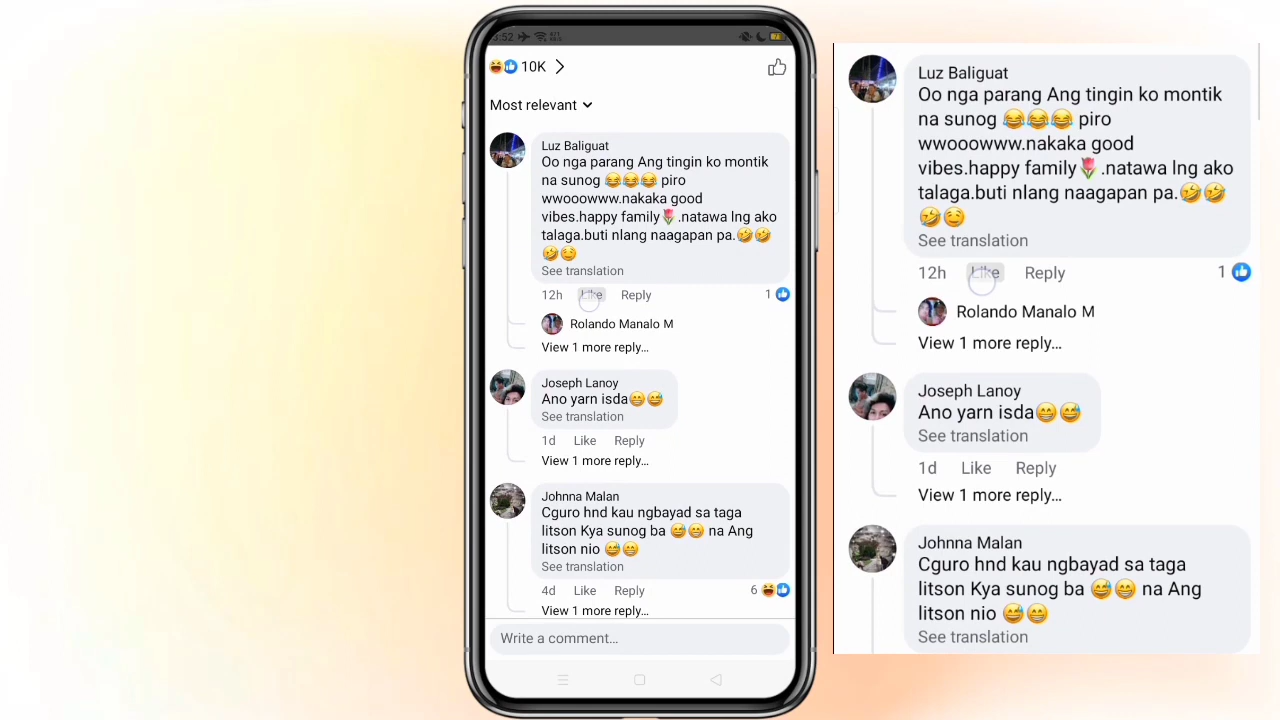 3:52
10K
Most relevant
Luz Baliguat
Oo nga parang Ang tingin ko montik
na sunog 😂😂😂 piro
wwooowww.nakaka good
vibes.happy family🌷.natawa lng ako
talaga.buti nlang naagapan pa.🤣🤣
🤣☺️
See translation
12h Like Reply 1
Rolando Manalo M
View 1 more reply...
Joseph Lanoy
Ano yarn isda😁😅
See translation
1d Like Reply
View 1 more reply...
Johnna Malan
Cguro hnd kau ngbayad sa taga
litson Kya sunog ba 😅😁 na Ang
litson nio 😅😁
See translation
4d Like Reply 6
View 1 more reply...
Write a comment...
Luz Baliguat
Oo nga parang Ang tingin ko montik
na sunog 😂😂😂 piro
wwooowww.nakaka good
vibes.happy family🌷.natawa lng ako
talaga.buti nlang naagapan pa.🤣🤣
🤣☺️
See translation
12h Like Reply 1
Rolando Manalo M
View 1 more reply...
Joseph Lanoy
Ano yarn isda😁😅
See translation
1d Like Reply
View 1 more reply...
Johnna Malan
Cguro hnd kau ngbayad sa taga
litson Kya sunog ba 😅😁 na Ang
litson nio 😅😁
See translation